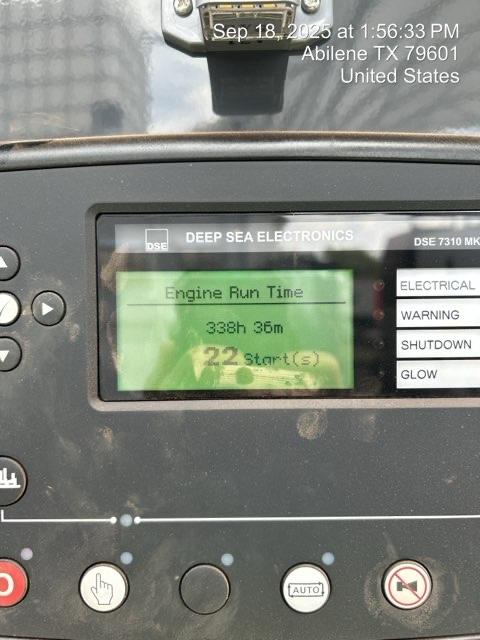 Sep 18, 2025 at 1:56:33 PM
Abilene TX 79601
United States
DSE
DEEP SEA ELECTRONICS
DSE 7310 MK
Engine Run Time
338h 36m
22 Start(s)
ELECTRICAL
WARNING
SHUTDOWN
GLOW
O
AUTO